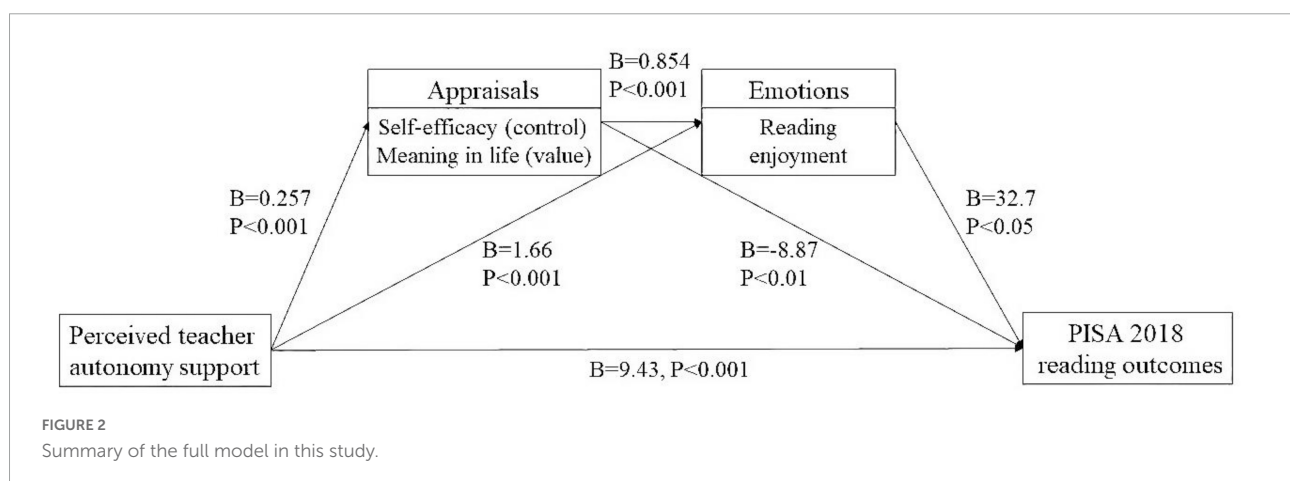 B=0.854
P<0.001
Appraisals
Emotions
Self-efficacy (control)
Meaning in life (value)
Reading
enjoyment
B=0.257
P<0.001
B=32.7
P<0.05
B=1.66
P<0.001
B=-8.87
P<0.01
Perceived teacher
autonomy support
PISA 2018
reading outcomes
B=9.43, P<0.001
FIGURE 2
Summary of the full model in this study.